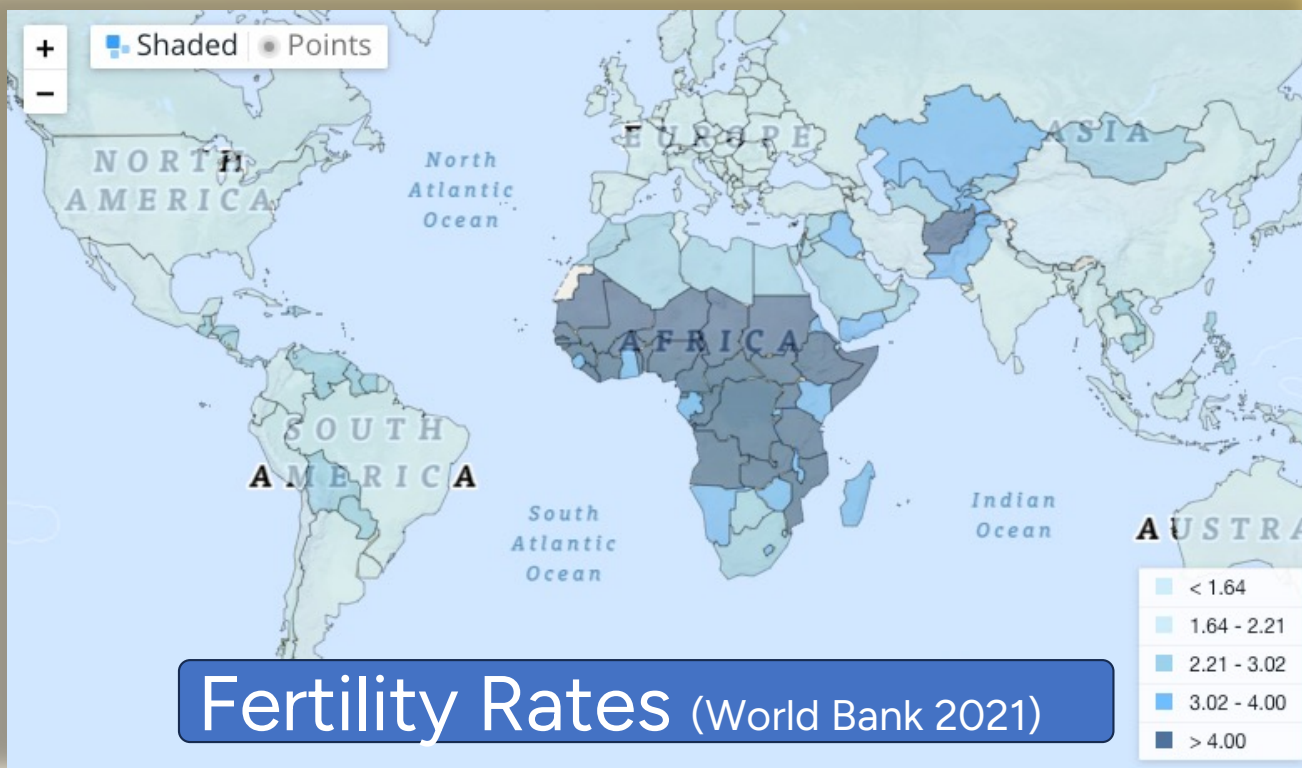 +
−
Shaded
Points
NORTH
AMERICA
North
Atlantic
Ocean
EUROPE
ASIA
AFRICA
SOUTH
AMERICA
South
Atlantic
Ocean
Indian
Ocean
AUSTRA
< 1.64
1.64 - 2.21
2.21 - 3.02
3.02 - 4.00
> 4.00
Fertility Rates (World Bank 2021)